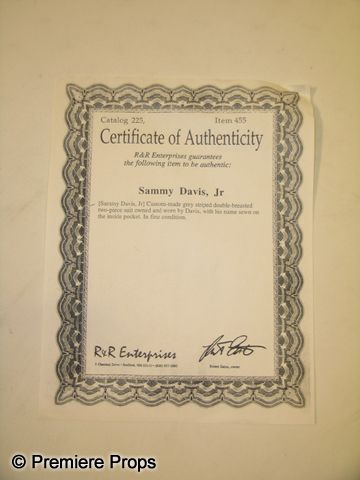 Catalog 225, Item 455
Certificate of Authenticity
R&R Enterprises guarantees
the following item to be authentic:
Sammy Davis, Jr
[Sammy Davis, Jr] Custom-made grey striped double-breasted
two-piece suit owned and worn by Davis, with his name sewn on
the inside pocket. In fine condition.
R&R Enterprises
owner
© Premiere Props